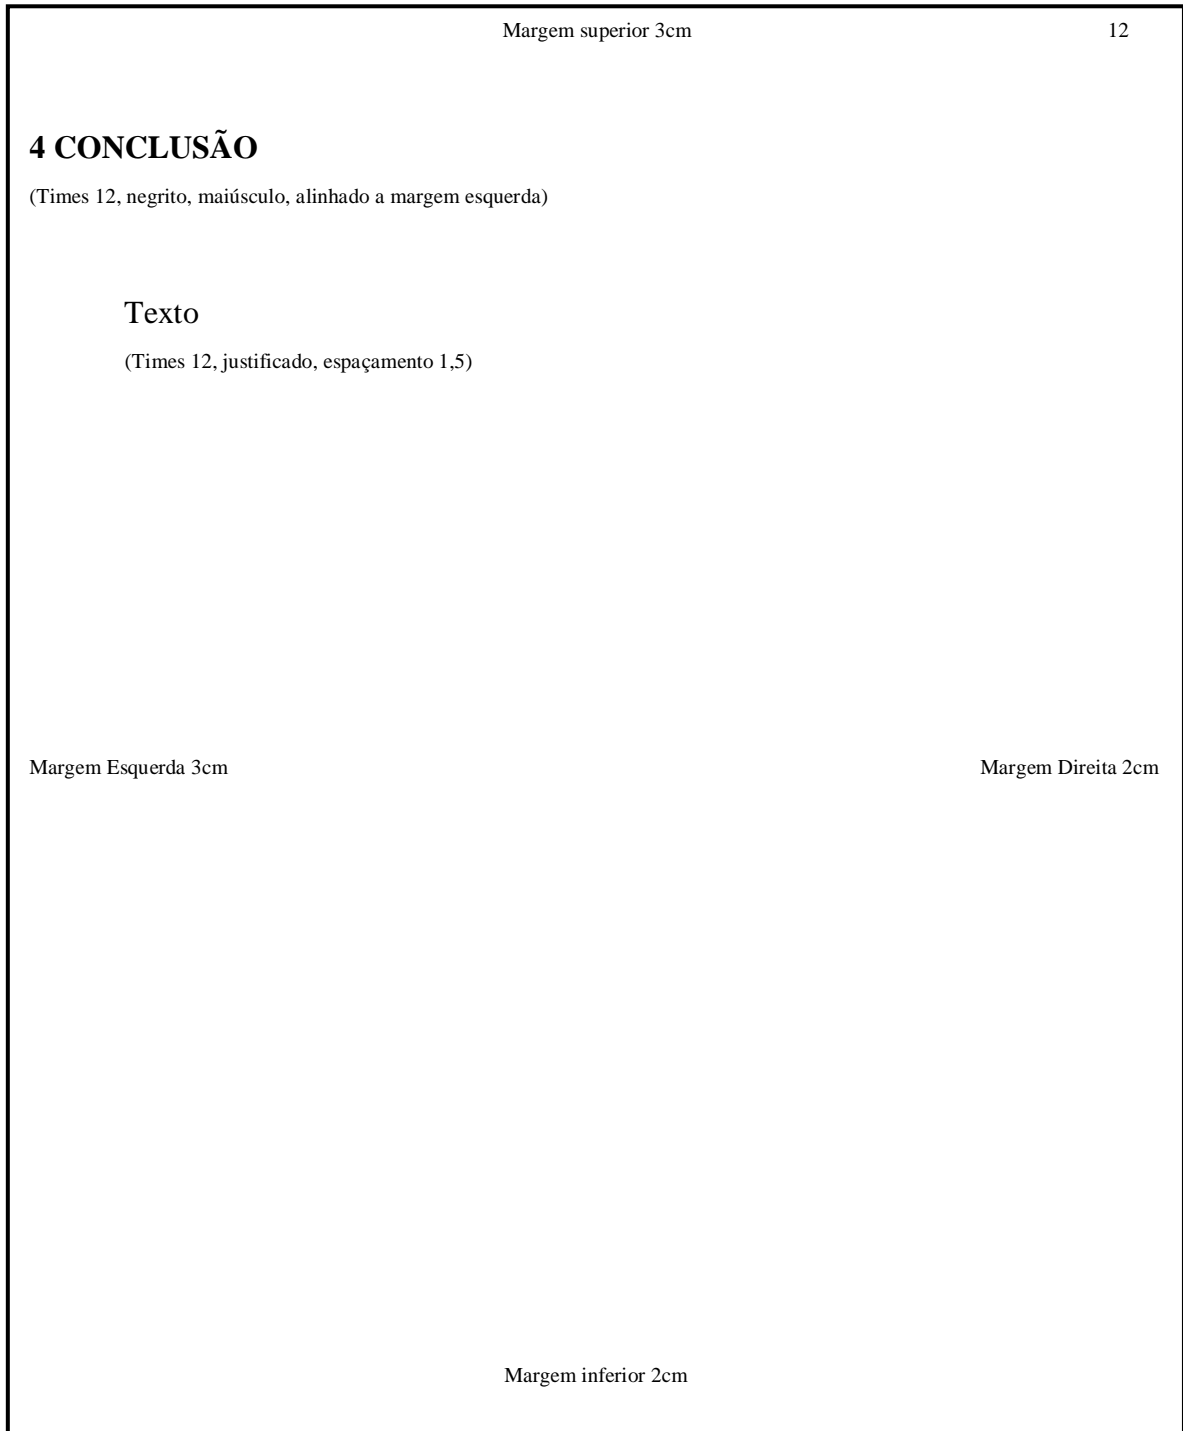 Margem superior 3cm 12
4 CONCLUSÃO
(Times 12, negrito, maiúsculo, alinhado a margem esquerda)
Texto
(Times 12, justificado, espaçamento 1,5)
Margem Esquerda 3cm Margem Direita 2cm
Margem inferior 2cm